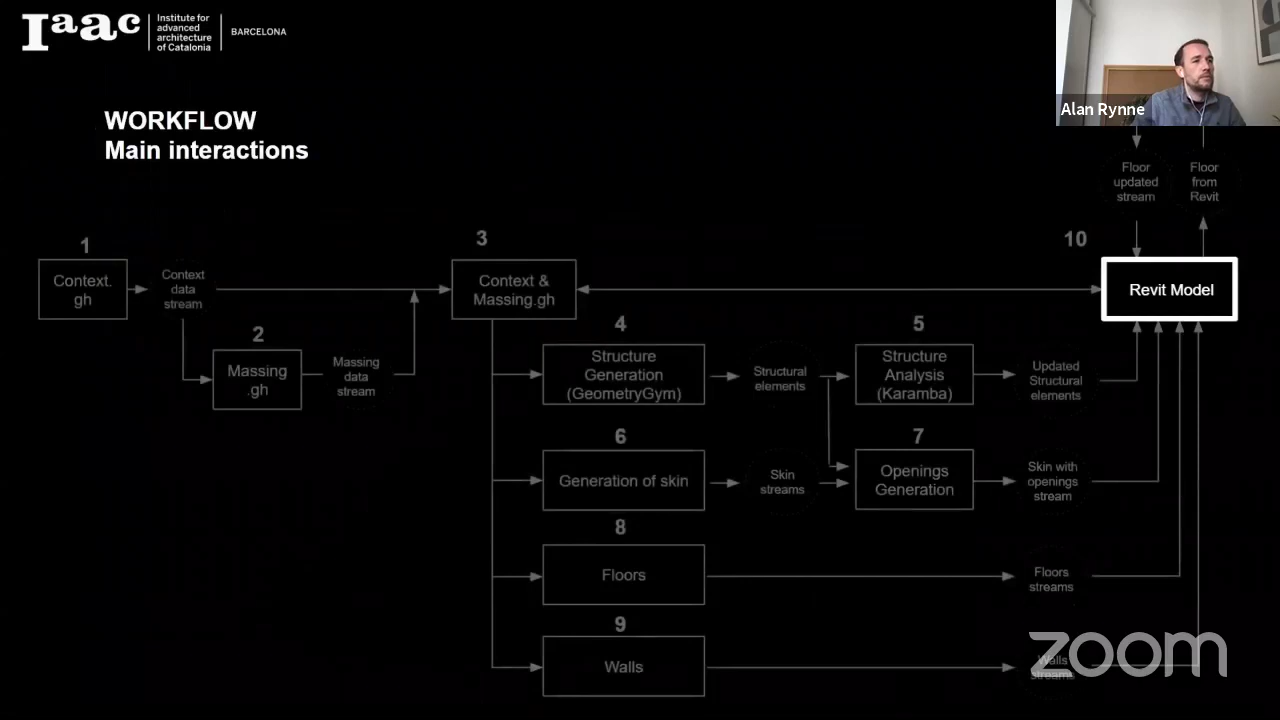 Iaac
Institute for
advanced
architecture
of Catalonia
BARCELONA
Alan Rynne
WORKFLOW
Main interactions
Floor
updated
stream
Floor
from
Revit
1
Context.
gh
Context
data
stream
2
Massing
.gh
Massing
data
stream
3
Context &
Massing.gh
10
Revit Model
4
Structure
Generation
(GeometryGym)
Structural
elements
5
Structure
Analysis
(Karamba)
Updated
Structural
elements
6
Generation of skin
Skin
streams
7
Openings
Generation
Skin with
openings
stream
8
Floors
Floors
streams
9
Walls
Walls
streams
zoom